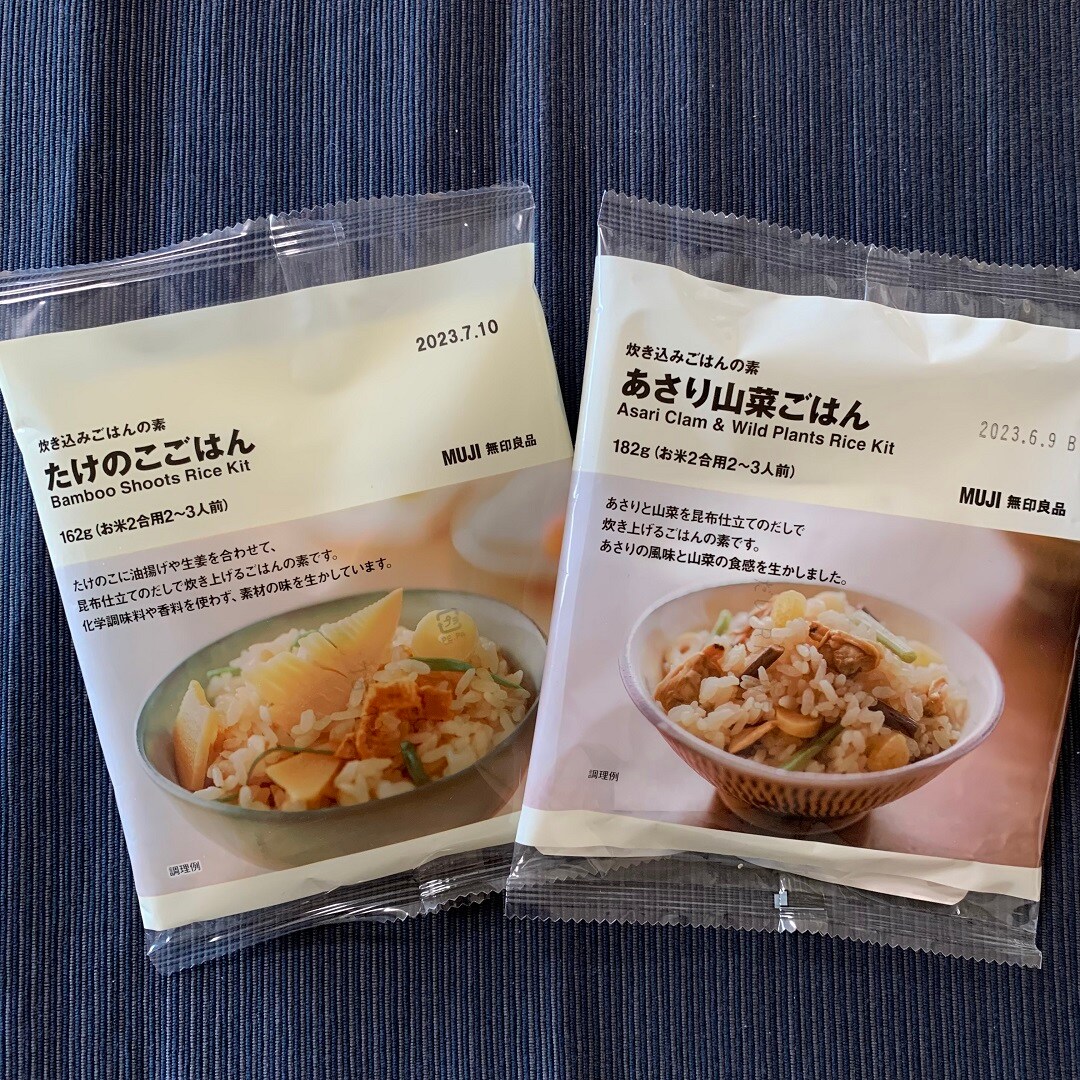 2023.7.10
炊き込みごはんの素
たけのこごはん
Bamboo Shoots Rice Kit
MUJI 無印良品
162g (お米2合用2〜3人前)
たけのこに油揚げや生姜を合わせて、
昆布仕立てのだしで炊き上げるごはんの素です。
化学調味料や香料を使わず、素材の味を生かしています。
調理例
炊き込みごはんの素
あさり山菜ごはん
Asari Clam & Wild Plants Rice Kit
2023.6.9 B
182g (お米2合用2〜3人前)
MUJI 無印良品
あさりと山菜を昆布仕立てのだしで
炊き上げるごはんの素です。
あさりの風味と山菜の食感を生かしました。
調理例